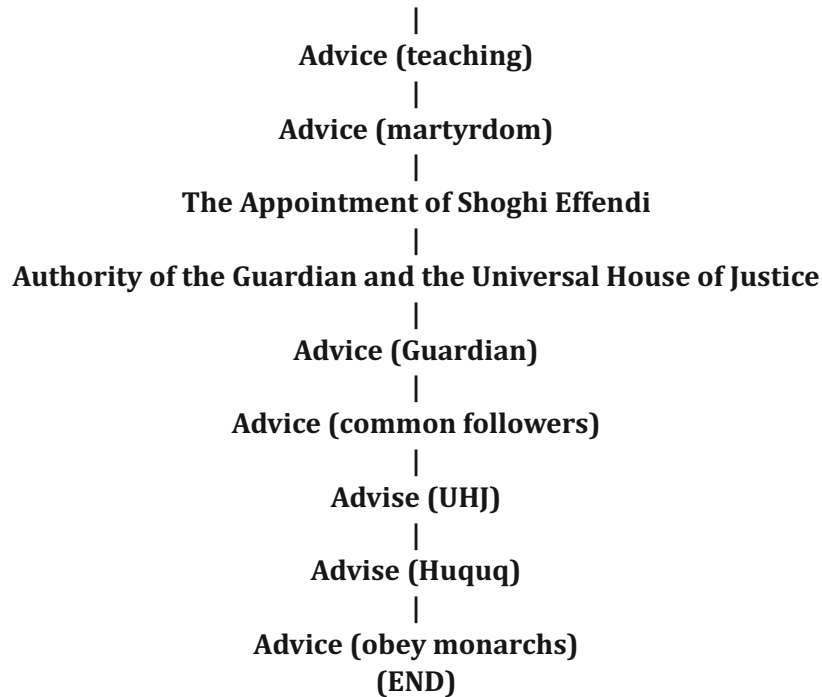 |
Advice (teaching)
|
Advice (martyrdom)
|
The Appointment of Shoghi Effendi
|
Authority of the Guardian and the Universal House of Justice
|
Advice (Guardian)
|
Advice (common followers)
|
Advise (UHJ)
|
Advise (Huquq)
|
Advice (obey monarchs)
(END)